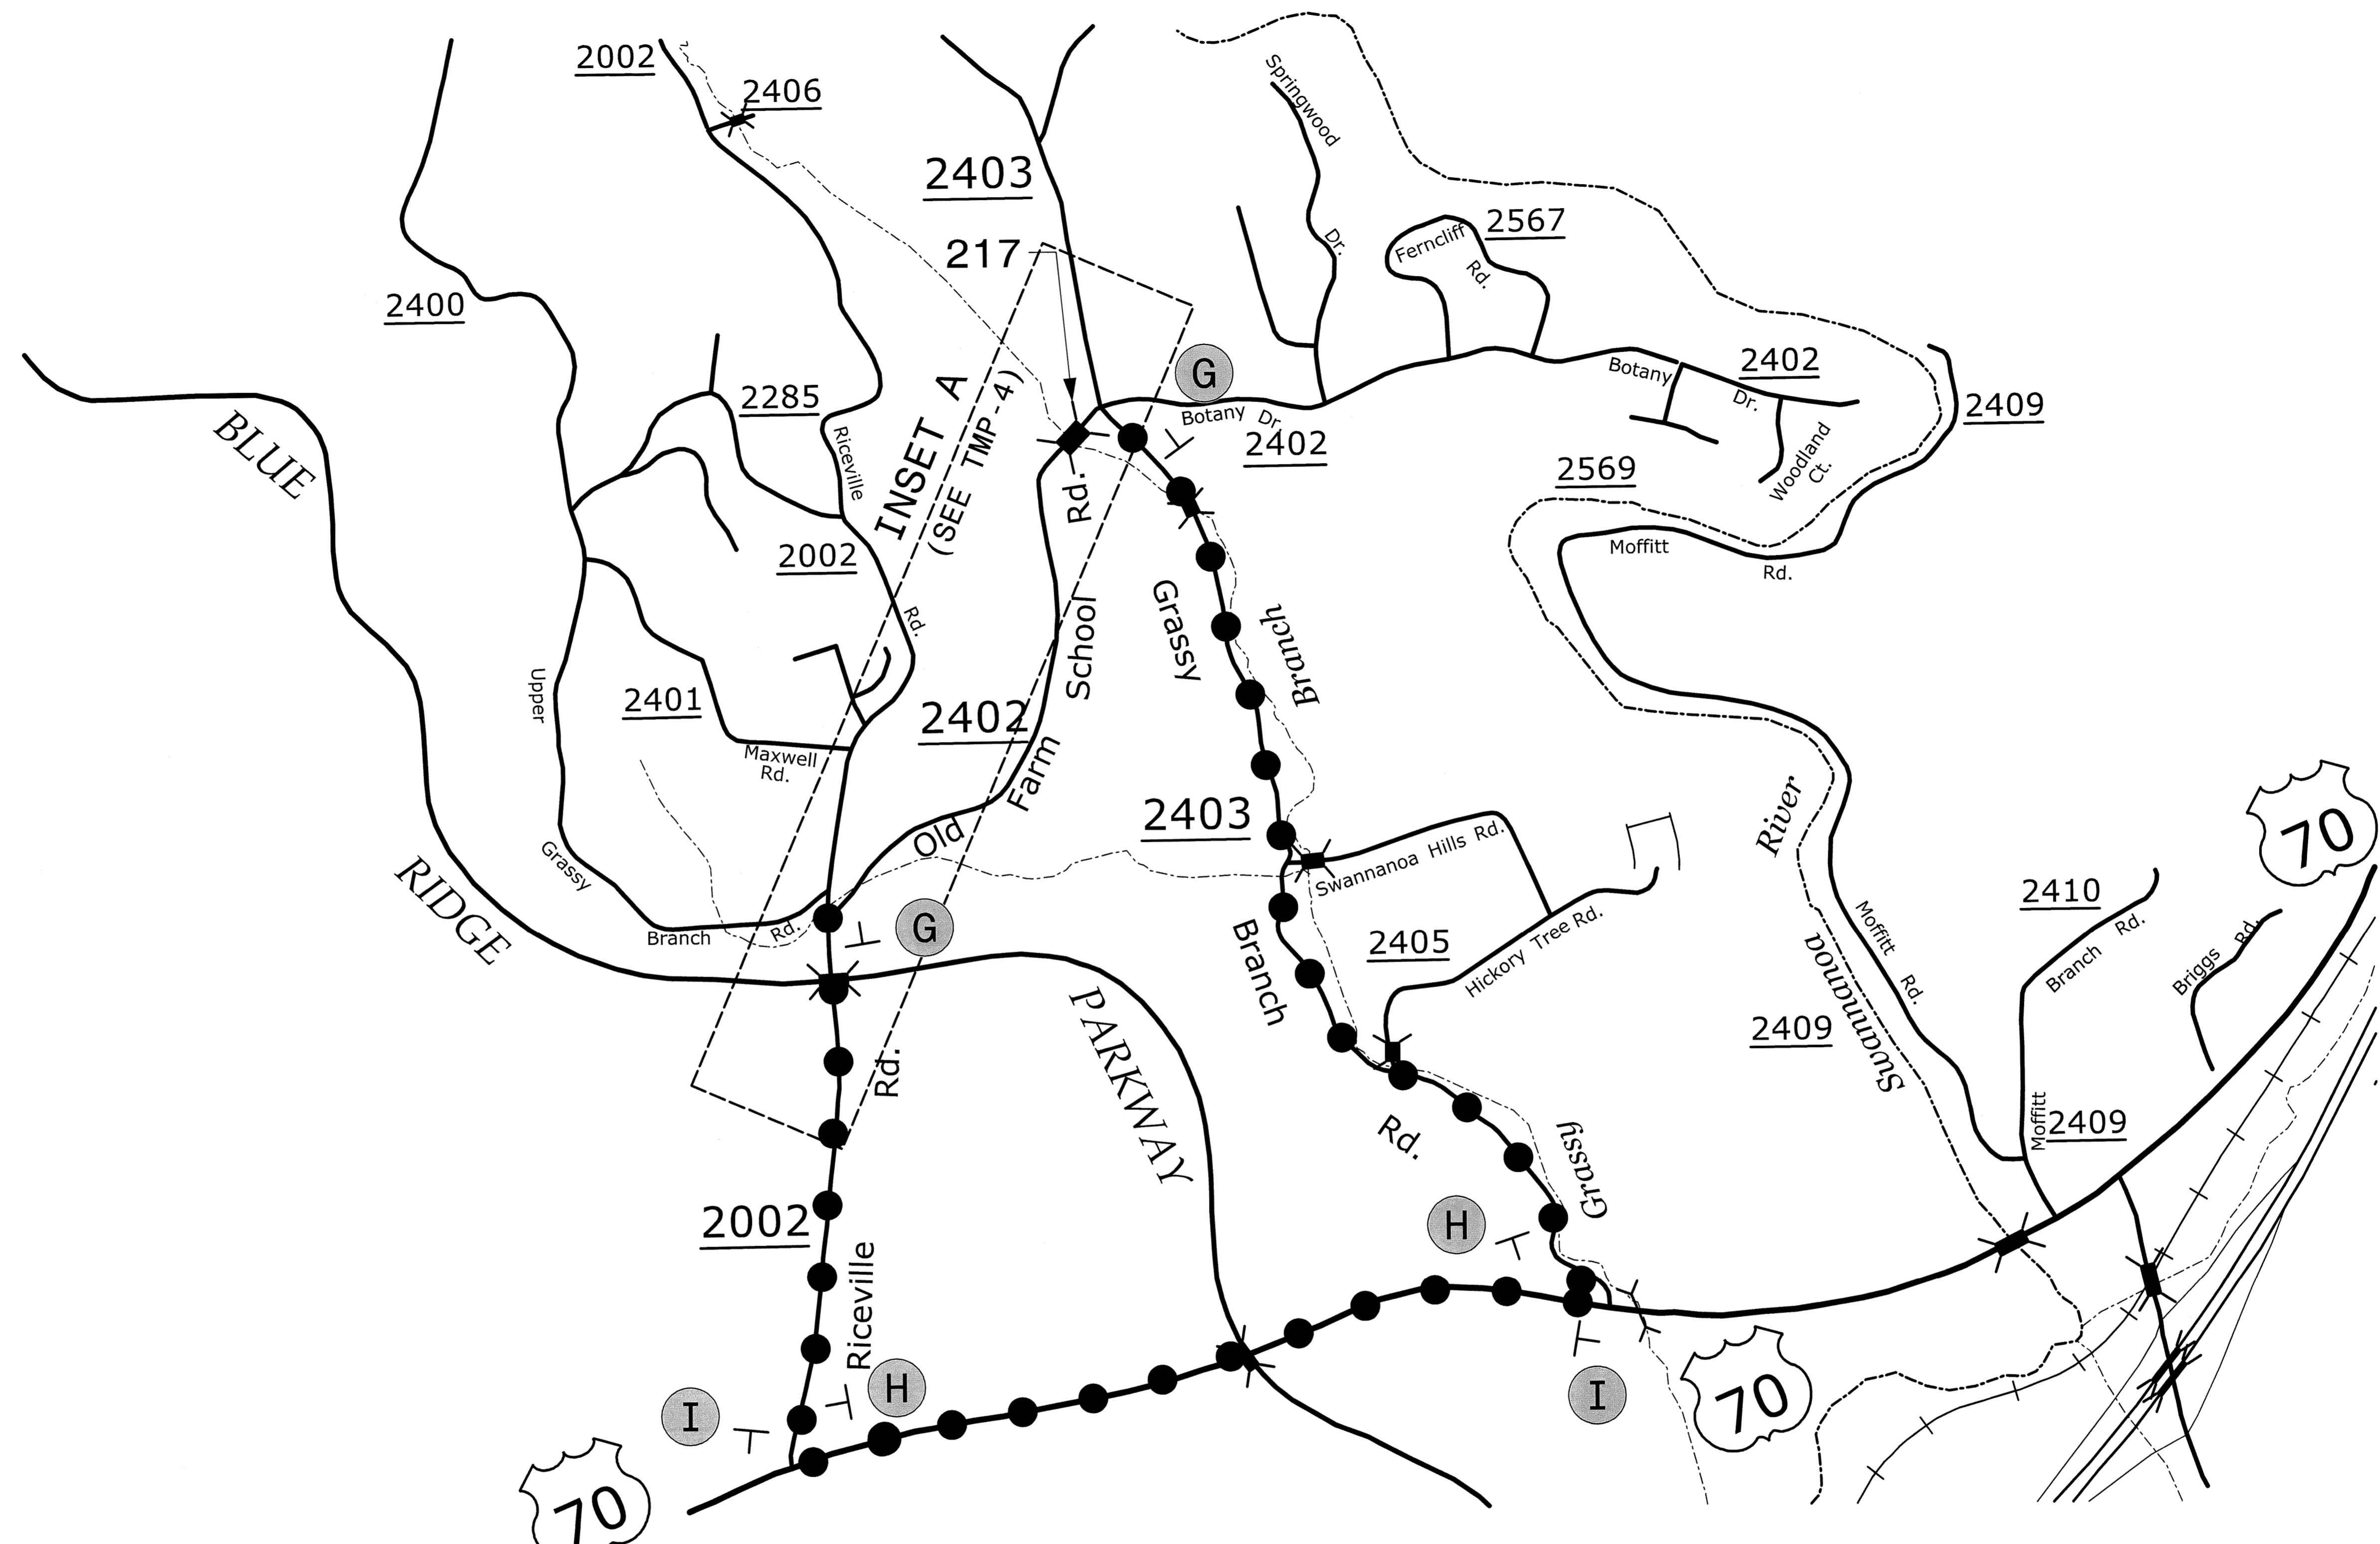 2002
2406
2403
217
Springwood
Dr.
Ferncliff
Rd.
2567
2400
BLUE
2285
Riceville
INSET A
(SEE TMP-4)
G
Botany Dr.
2402
Botany
Dr.
2402
2409
Woodland
Ct.
2569
Moffitt
Rd.
2002
Rd.
Rd.
School
Farm
Old
2402
Grassy
Branch
2401
Upper
Maxwell
Rd.
Grassy
Branch
Rd.
G
RIDGE
PARKWAY
2403
Swannanoa Hills Rd.
Branch
2405
Hickory Tree Rd.
Rd.
River
Swannanoa
Moffitt
Rd.
2409
70
2410
Branch Rd.
Briggs Rd.
Moffitt
2409
Grassy
H
2002
Rd.
Riceville
H
I
I
70
70